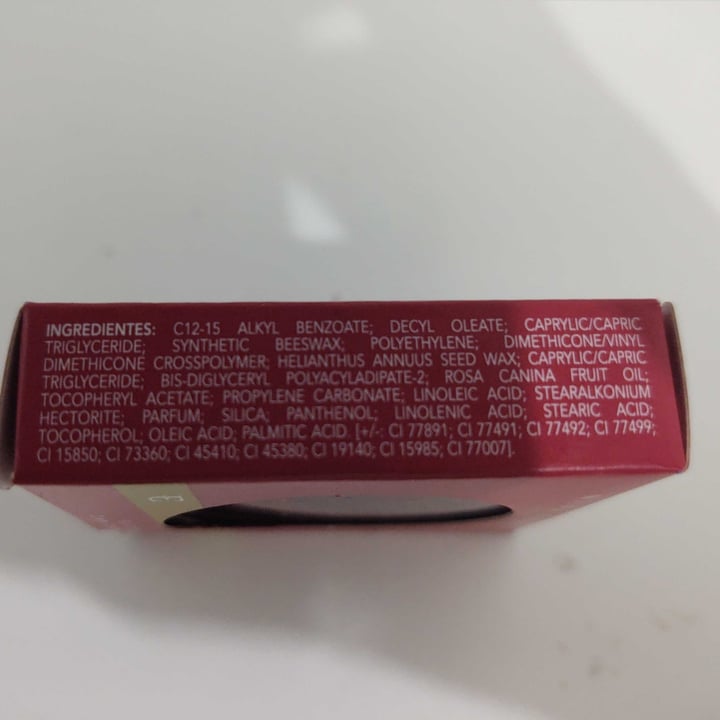 INGREDIENTES: C12-15 ALKYL BENZOATE; DECYL OLEATE; CAPRYLIC/CAPRIC
TRIGLYCERIDE; SYNTHETIC BEESWAX; POLYETHYLENE; DIMETHICONE/VINYL
DIMETHICONE CROSSPOLYMER; HELIANTHUS ANNUUS SEED WAX; CAPRYLIC/CAPRIC
TRIGLYCERIDE; BIS-DIGLYCERYL POLYACYLADIPATE-2; ROSA CANINA FRUIT OIL;
TOCOPHERYL ACETATE; PROPYLENE CARBONATE; LINOLEIC ACID; STEARALKONIUM
HECTORITE; PARFUM; SILICA; PANTHENOL; LINOLENIC ACID; STEARIC ACID;
TOCOPHEROL; OLEIC ACID; PALMITIC ACID. [+/-: CI 77891; CI 77491; CI 77492; CI 77499;
CI 15850; CI 73360; CI 45410; CI 45380; CI 19140; CI 15985; CI 77007].